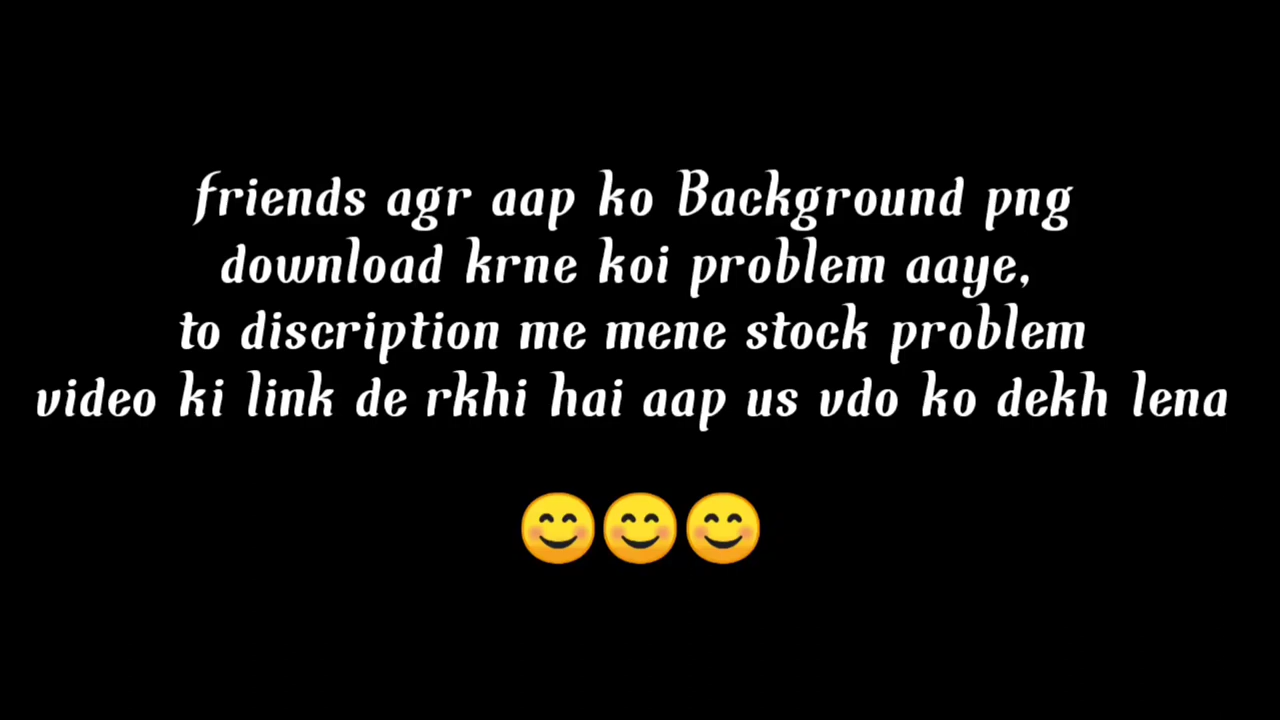 friends agr aap ko Background png
download krne koi problem aaye,
to discription me mene stock problem
video ki link de rkhi hai aap us vdo ko dekh lena
😊😊😊